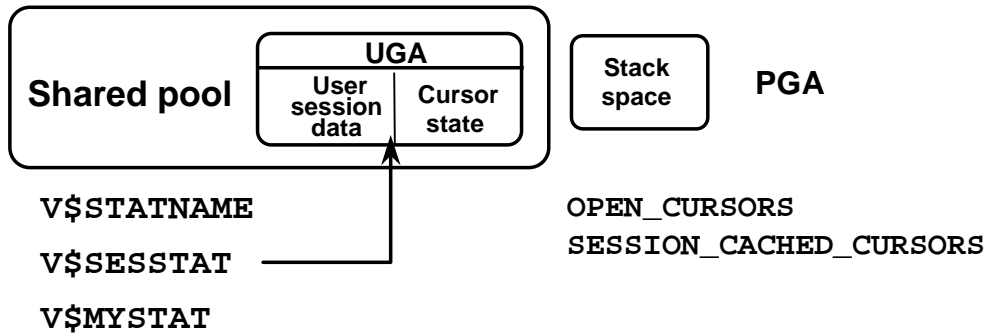 UGA
Shared pool
User
session
data
Cursor
state
Stack
space
PGA
V$STATNAME
V$SESSTAT
V$MYSTAT
OPEN_CURSORS
SESSION_CACHED_CURSORS